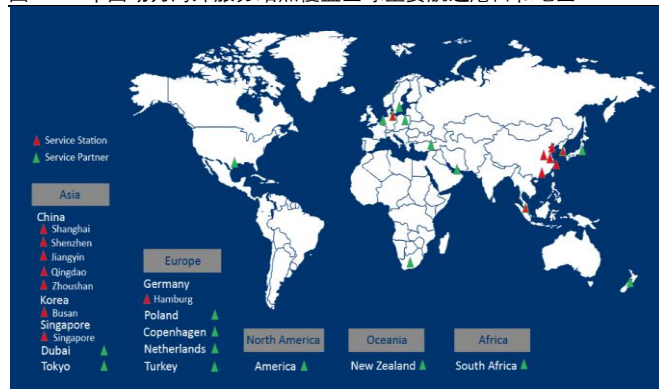 Service Station
Service Partner
Asia
China
Shanghai
Shenzhen
Jiangyin
Qingdao
Zhoushan
Korea
Busan
Singapore
Singapore
Dubai
Tokyo
Europe
Germany
Hamburg
Poland
Copenhagen
Netherlands
Turkey
North America
America
Oceania
New Zealand
Africa
South Africa